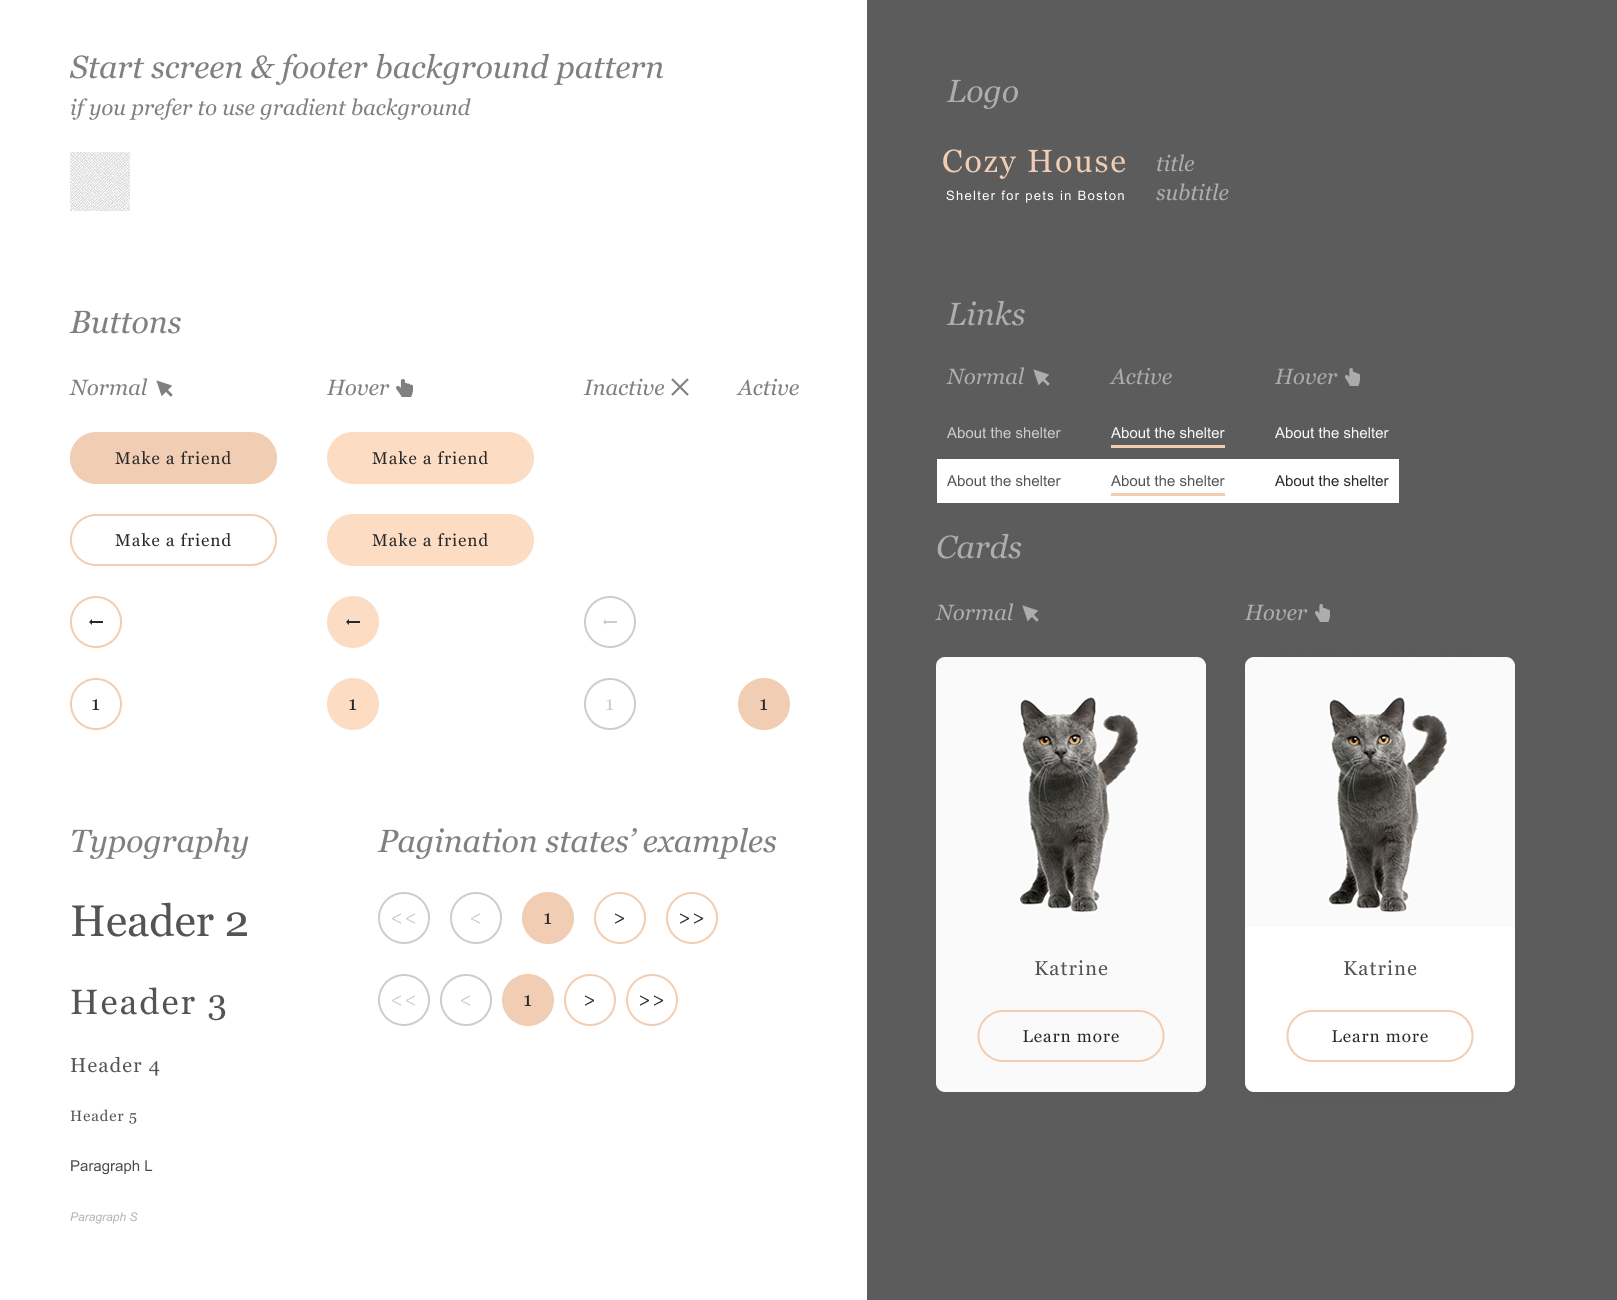 Start screen & footer background pattern
if you prefer to use gradient background
Buttons
Normal Hover Inactive Active
Make a friend Make a friend
Make a friend Make a friend
← ← ←
1 1 1 1
Typography
Header 2
Header 3
Header 4
Header 5
Paragraph L
Paragraph S
Pagination states’ examples
<< < 1 > >>
<< < 1 > >>
Logo
Cozy House title
Shelter for pets in Boston subtitle
Links
Normal Active Hover
About the shelter About the shelter About the shelter
About the shelter About the shelter About the shelter
Cards
Normal Hover
Katrine Katrine
Learn more Learn more